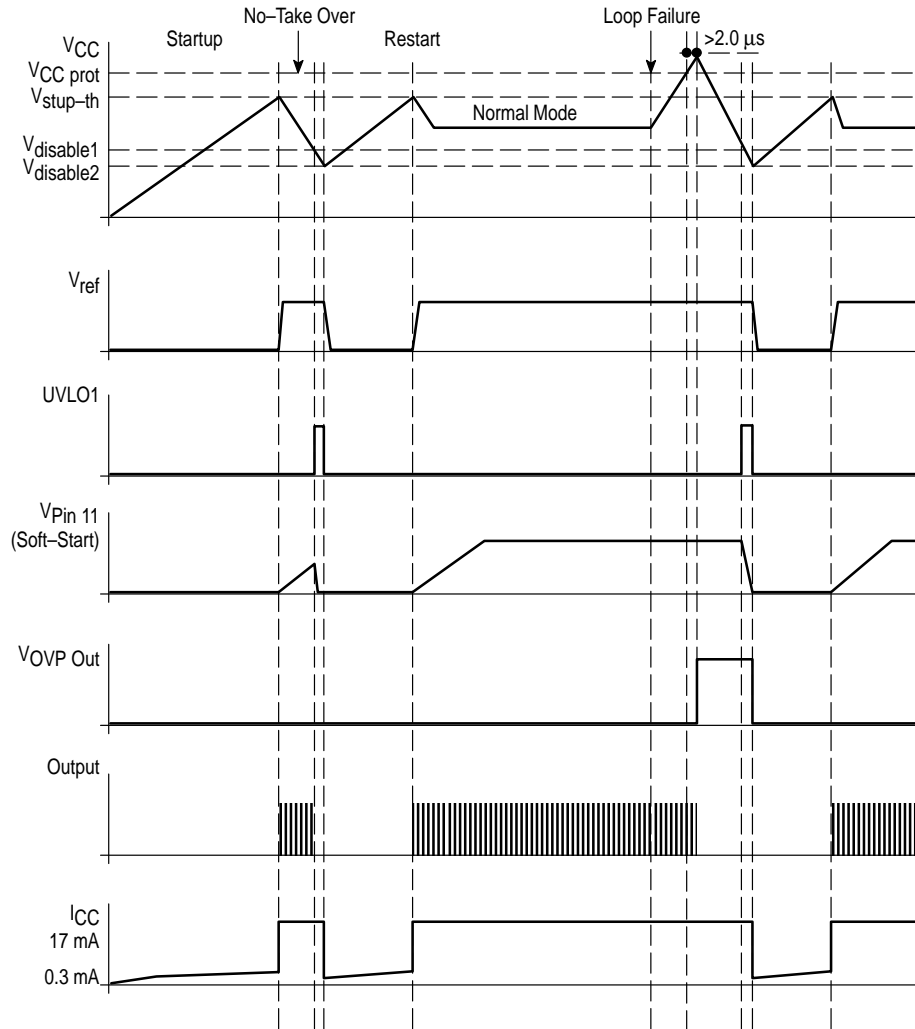 No–Take Over
Loop Failure
Startup
Restart
>2.0 μs
VCC
VCC prot
Vstup–th
Normal Mode
Vdisable1
Vdisable2
Vref
UVLO1
VPin 11
(Soft–Start)
VOVP Out
Output
ICC
17 mA
0.3 mA